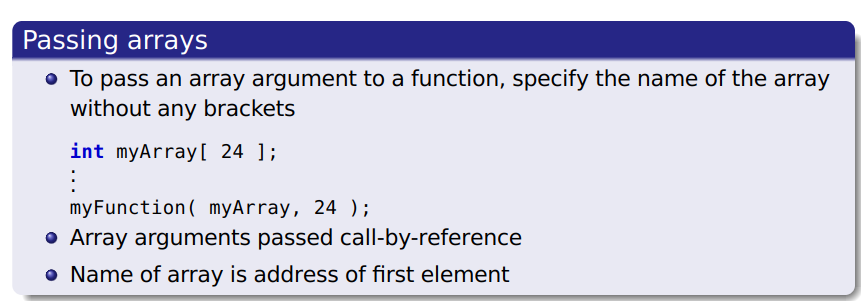 Passing arrays
To pass an array argument to a function, specify the name of the array
without any brackets
int myArray[ 24 ];
⋮
myFunction( myArray, 24 );
Array arguments passed call-by-reference
Name of array is address of first element